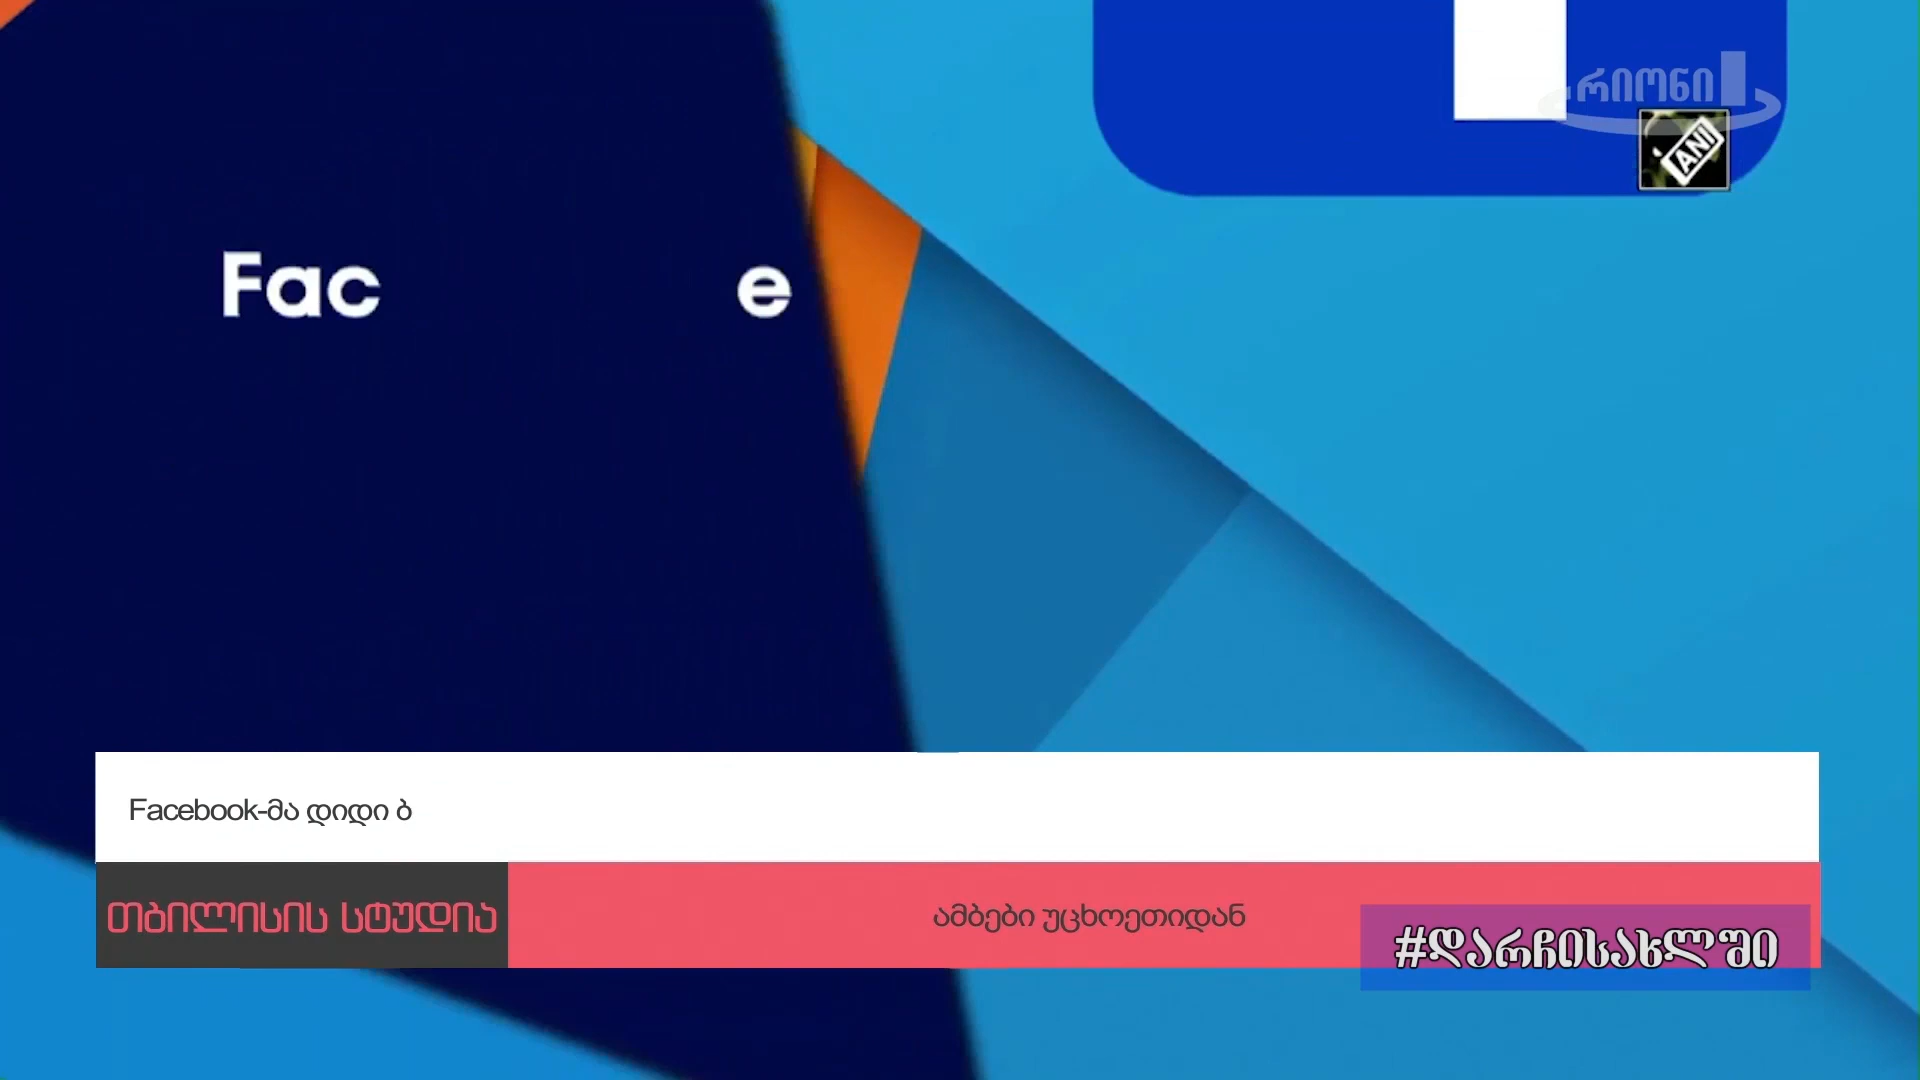 რიონი
ANI
Fac e
Facebook-მა დიდი ბ
თბილისის სტუდია
ამბები უცხოეთიდან
#დარჩისახლში